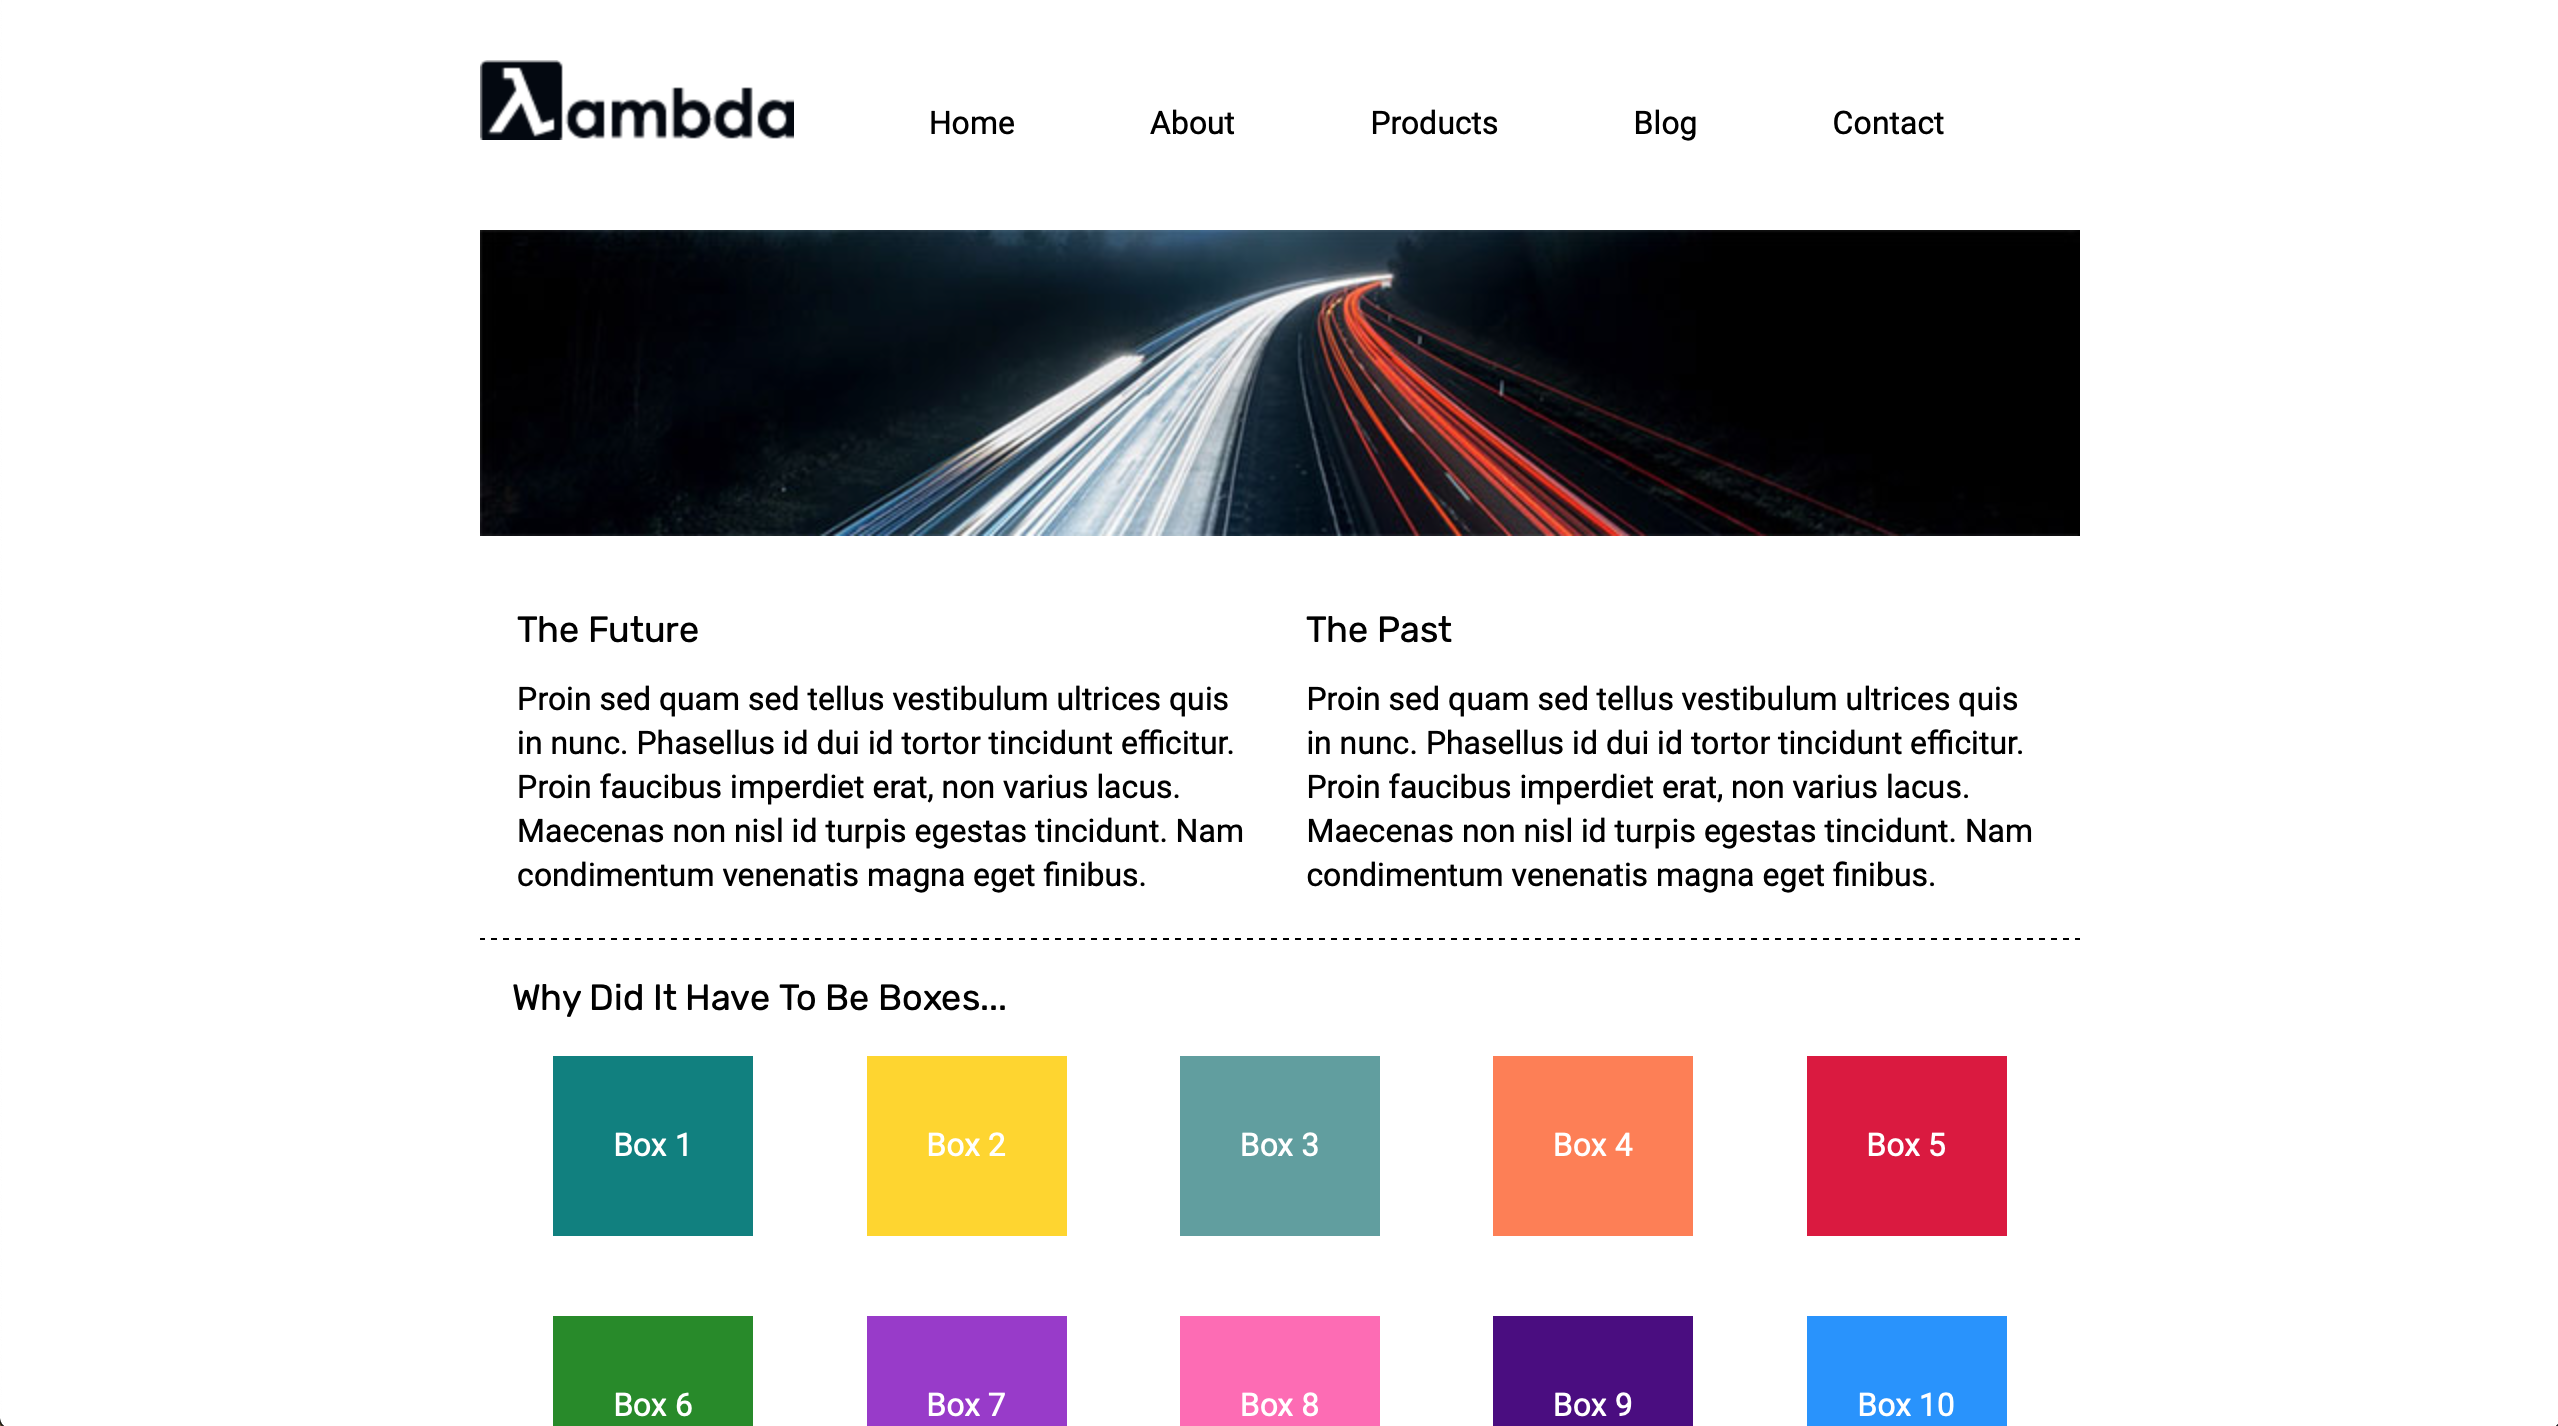 λambda
Home About Products Blog Contact
The Future
Proin sed quam sed tellus vestibulum ultrices quis
in nunc. Phasellus id dui id tortor tincidunt efficitur.
Proin faucibus imperdiet erat, non varius lacus.
Maecenas non nisl id turpis egestas tincidunt. Nam
condimentum venenatis magna eget finibus.
The Past
Proin sed quam sed tellus vestibulum ultrices quis
in nunc. Phasellus id dui id tortor tincidunt efficitur.
Proin faucibus imperdiet erat, non varius lacus.
Maecenas non nisl id turpis egestas tincidunt. Nam
condimentum venenatis magna eget finibus.
Why Did It Have To Be Boxes...
Box 1 Box 2 Box 3 Box 4 Box 5
Box 6 Box 7 Box 8 Box 9 Box 10